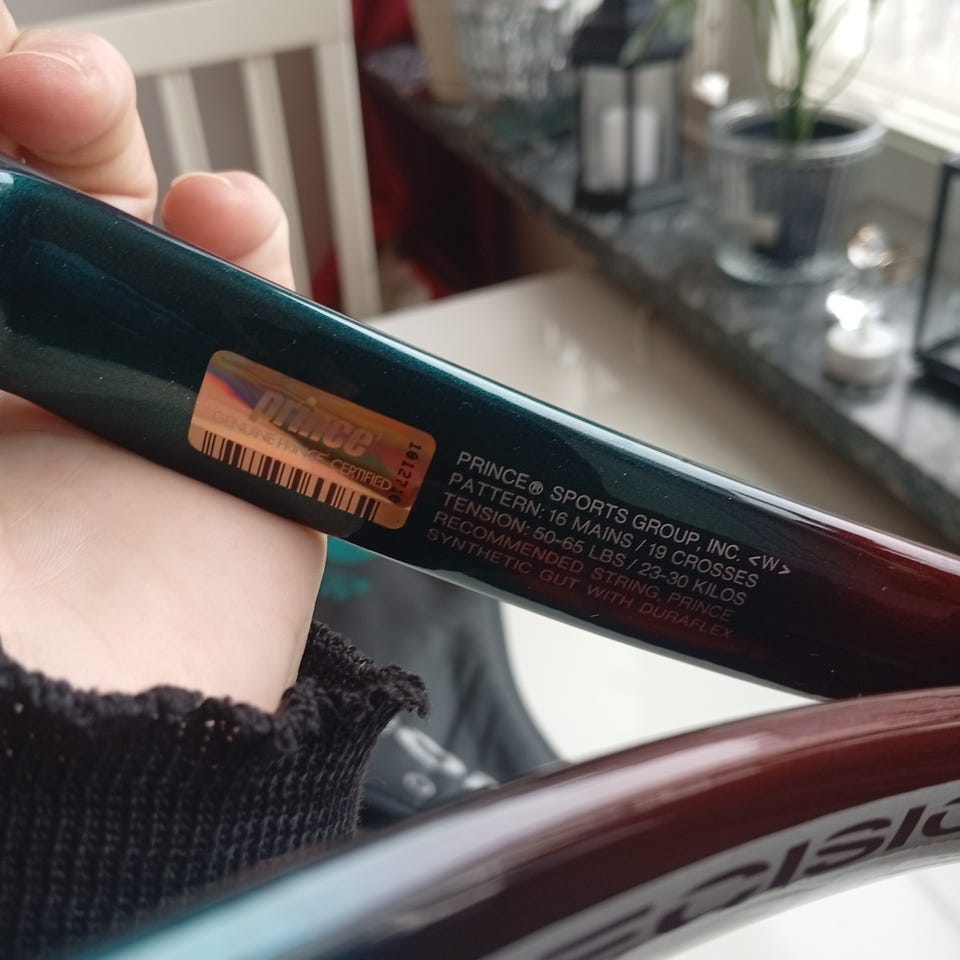 prince
GENUINE PRINCE CERTIFIED
PRINCE® SPORTS GROUP, INC. <W>
PATTERN: 16 MAINS / 19 CROSSES
TENSION: 50-65 LBS / 23-30 KILOS
RECOMMENDED STRING, PRINCE
SYNTHETIC GUT WITH DURAFLEX
ECISIO